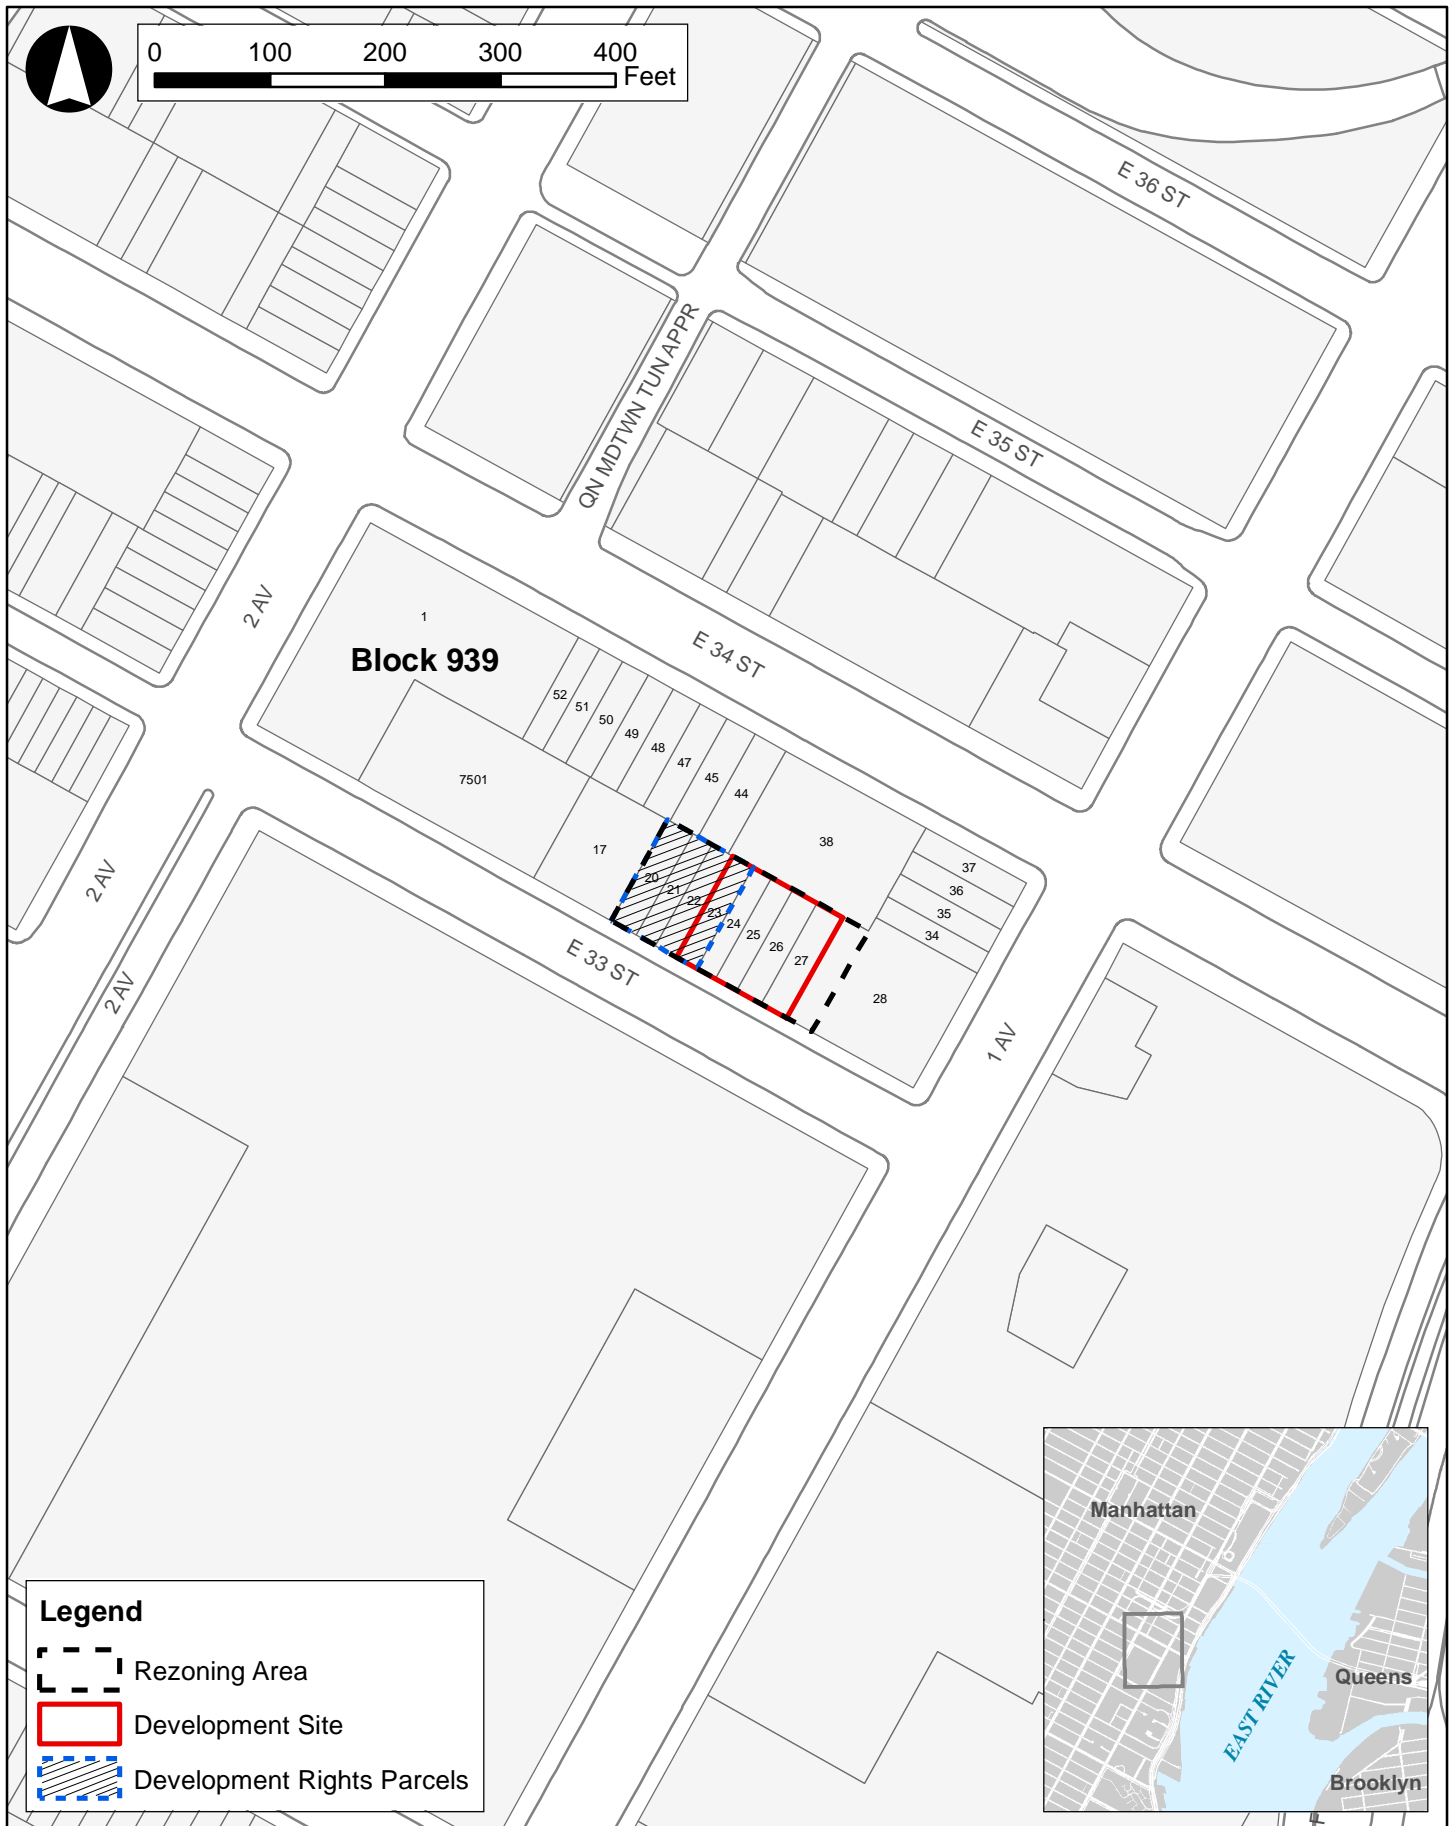 0 100 200 300 400
Feet
E 36 ST
QN MDTWN TUN APPR
E 35 ST
2 AV
1
Block 939
E 34 ST
52
51
50
49
48
47
45
44
7501
38
17
37
36
35
34
20
21
22
23
24
25
26
27
28
2 AV
E 33 ST
2 AV
1 AV
Manhattan
Queens
EAST RIVER
Brooklyn
Legend
Rezoning Area
Development Site
Development Rights Parcels